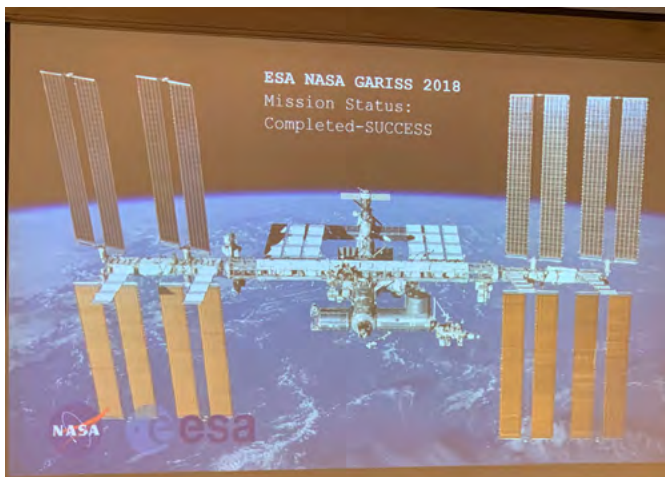 ESA NASA GARISS 2018
Mission Status:
Completed-SUCCESS
NASA
esa